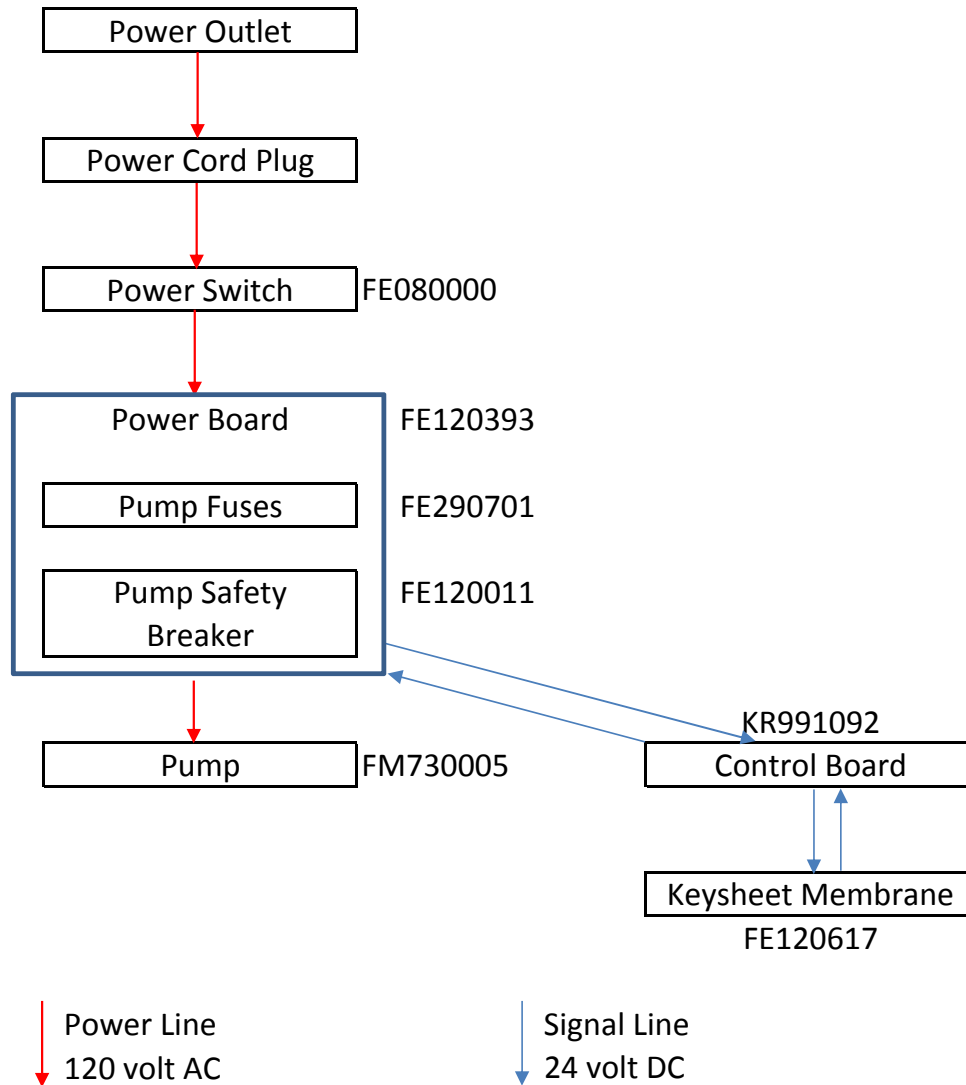 Power Outlet
Power Cord Plug
Power Switch FE080000
Power Board FE120393
Pump Fuses FE290701
Pump Safety FE120011
Breaker
KR991092
Pump FM730005 Control Board
Keysheet Membrane
FE120617
Power Line
120 volt AC
Signal Line
24 volt DC